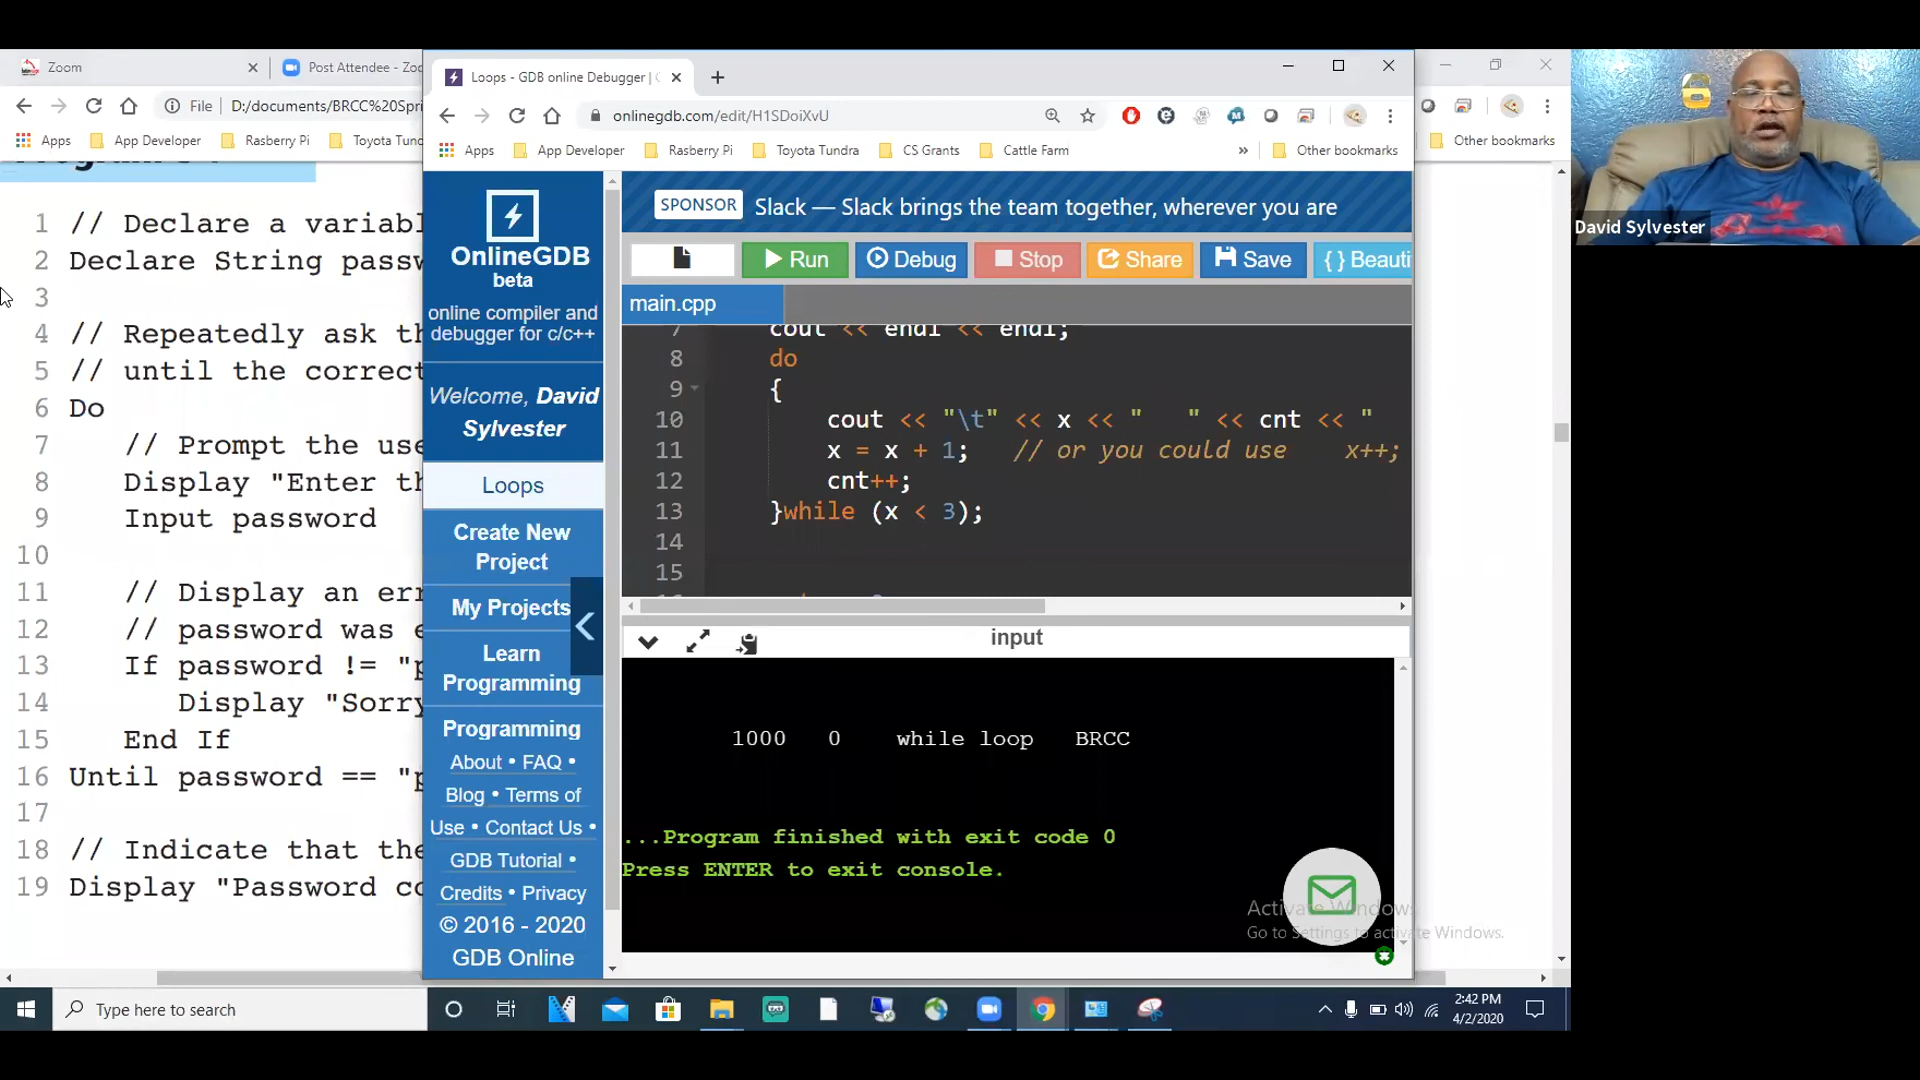 Zoom
Post Attendee - Zoo
File D:/documents/BRCC%20Spri
Apps App Developer Rasberry Pi Toyota Tund
1 // Declare a variabl
2 Declare String passw
3
4 // Repeatedly ask th
5 // until the correct
6 Do
7 // Prompt the use
8 Display "Enter th
9 Input password
10
11 // Display an err
12 // password was e
13 If password != "p
14 Display "Sorry
15 End If
16 Until password == "p
17
18 // Indicate that the
19 Display "Password co
Loops - GDB online Debugger |
onlinegdb.com/edit/H1SDoiXvU
Apps App Developer Rasberry Pi Toyota Tundra CS Grants Cattle Farm » Other bookmarks
OnlineGDB
beta
online compiler and
debugger for c/c++
Welcome, David
Sylvester
Loops
Create New
Project
My Projects
Learn
Programming
Programming
About • FAQ •
Blog • Terms of
Use • Contact Us •
GDB Tutorial •
Credits • Privacy
© 2016 - 2020
GDB Online
SPONSOR Slack — Slack brings the team together, wherever you are
Run Debug Stop Share Save { } Beauti
main.cpp
7 cout << endl << endl;
8 do
9 {
10 cout << "\t" << x << "   " << cnt << "
11 x = x + 1; // or you could use x++;
12 cnt++;
13 }while (x < 3);
14
15
input
1000 0 while loop BRCC
...Program finished with exit code 0
Press ENTER to exit console.
Activate Windows
Go to Settings to activate Windows.
Other bookmarks
David Sylvester
Type here to search
2:42 PM
4/2/2020